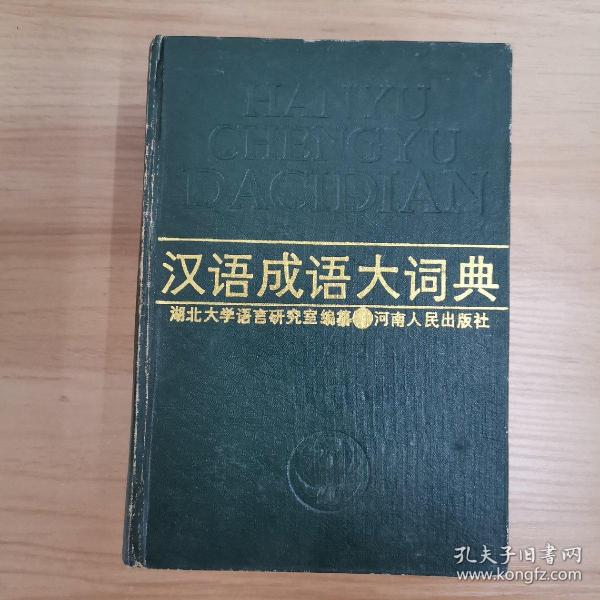 HANYU
CHENGYU
DACIDIAN
汉语成语大词典
湖北大学语言研究室编纂 河南人民出版社
孔夫子旧书网
www.kongfz.com